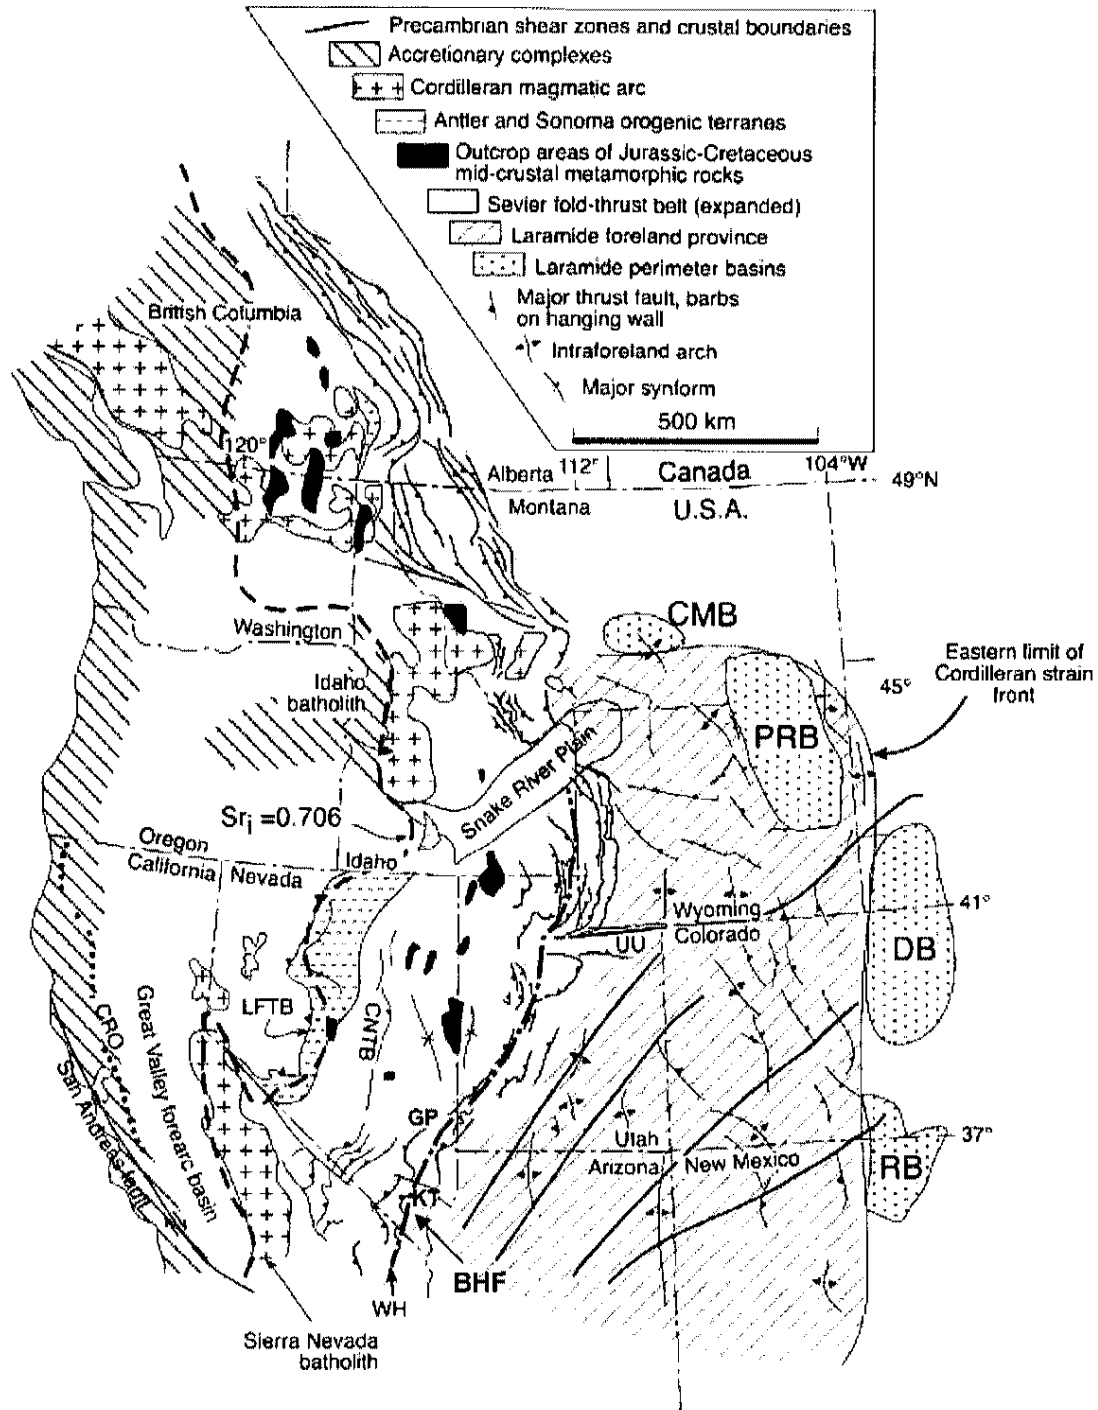 Precambrian shear zones and crustal boundaries
Accretionary complexes
Cordilleran magmatic arc
Antler and Sonoma orogenic terranes
Outcrop areas of Jurassic-Cretaceous
mid-crustal metamorphic rocks
Sevier fold-thrust belt (expanded)
Laramide foreland province
Laramide perimeter basins
Major thrust fault, barbs
on hanging wall
Intraforeland arch
Major synform
500 km
British Columbia
120°
Alberta
112°
Canada
104°W
49°N
Montana
U.S.A.
CMB
Washington
Eastern limit of
Cordilleran strain
front
45°
Idaho
batholith
PRB
Snake River Plain
Sri =0.706
Oregon
California
Nevada
Idaho
Wyoming
Colorado
41°
UU
DB
LFTB
CNTB
CRO
Great Valley forearc basin
San Andreas fault
GP
Utah
Arizona
New Mexico
37°
RB
KT
BHF
WH
Sierra Nevada
batholith